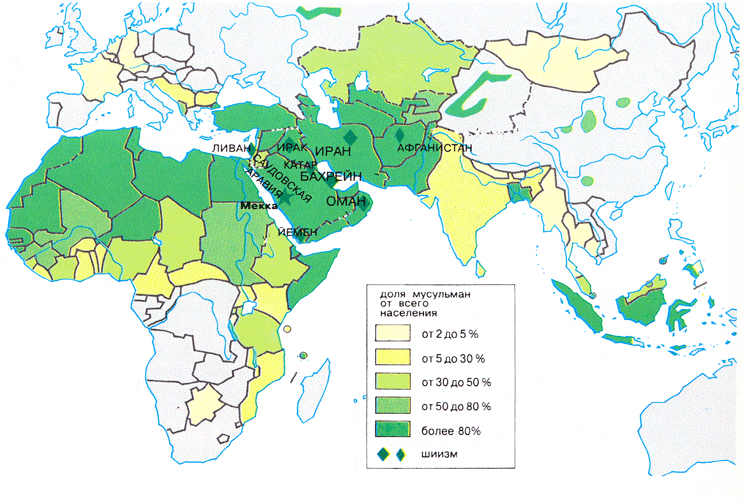 ЛИВАН
ИРАК
ИРАН
АФГАНИСТАН
КАТАР
САУДОВСКАЯ
АРАВИЯ
БАХРЕЙН
Мекка
ОМАН
ЙЕМЕН
доля мусульман
от всего
населения
от 2 до 5 %
от 5 до 30 %
от 30 до 50 %
от 50 до 80 %
более 80%
шиизм